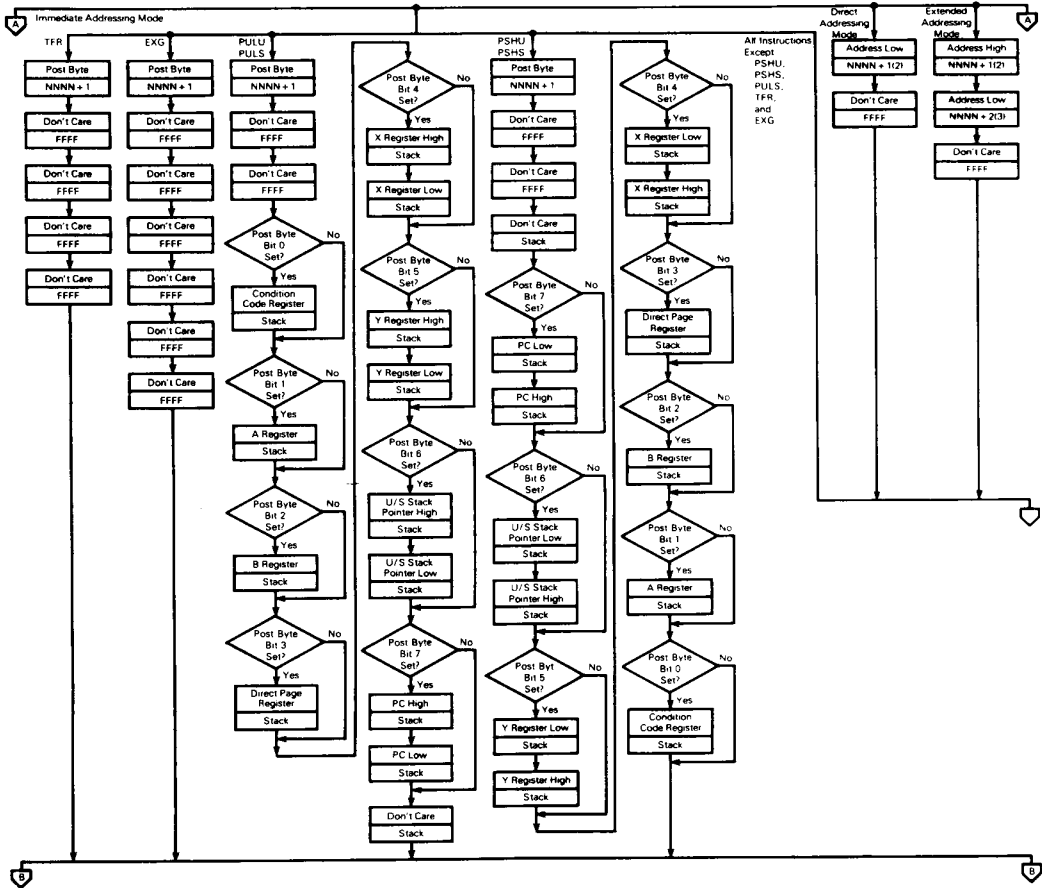 A
Immediate Addressing Mode
TFR
Post Byte
NNNN + 1
Don't Care
FFFF
Don't Care
FFFF
Don't Care
FFFF
Don't Care
FFFF
EXG
Post Byte
NNNN + 1
Don't Care
FFFF
Don't Care
FFFF
Don't Care
FFFF
Don't Care
FFFF
Don't Care
FFFF
Don't Care
FFFF
PULU
PULS
Post Byte
NNNN + 1
Don't Care
FFFF
Don't Care
FFFF
Post Byte
Bit 0
Set?
No
Yes
Condition
Code Register
Stack
Post Byte
Bit 1
Set?
No
Yes
A Register
Stack
Post Byte
Bit 2
Set?
No
Yes
B Register
Stack
Post Byte
Bit 3
Set?
No
Yes
Direct Page
Register
Stack
Post Byte
Bit 4
Set?
No
Yes
X Register High
Stack
X Register Low
Stack
Post Byte
Bit 5
Set?
No
Yes
Y Register High
Stack
Y Register Low
Stack
Post Byte
Bit 6
Set?
No
Yes
U/S Stack
Pointer High
Stack
U/S Stack
Pointer Low
Stack
Post Byte
Bit 7
Set?
No
Yes
PC High
Stack
PC Low
Stack
Don't Care
Stack
PSHU
PSHS
Post Byte
NNNN + 1
Don't Care
FFFF
Don't Care
FFFF
Don't Care
Stack
Post Byte
Bit 7
Set?
No
Yes
PC Low
Stack
PC High
Stack
Post Byte
Bit 6
Set?
No
Yes
U/S Stack
Pointer Low
Stack
U/S Stack
Pointer High
Stack
Post Byt
Bit 5
Set?
No
Yes
Y Register Low
Stack
Y Register High
Stack
Post Byte
Bit 4
Set?
No
Yes
X Register Low
Stack
X Register High
Stack
Post Byte
Bit 3
Set?
No
Yes
Direct Page
Register
Stack
Post Byte
Bit 2
Set?
No
Yes
B Register
Stack
Post Byte
Bit 1
Set?
No
Yes
A Register
Stack
Post Byte
Bit 0
Set?
No
Yes
Condition
Code Register
Stack
All Instructions
Except
PSHU,
PSHS,
PULS,
TFR,
and
EXG
Direct
Addressing
Mode
Address Low
NNNN + 1(2)
Don't Care
FFFF
Extended
Addressing
Mode
Address High
NNNN + 1(2)
Address Low
NNNN + 2(3)
Don't Care
FFFF
A
B
B